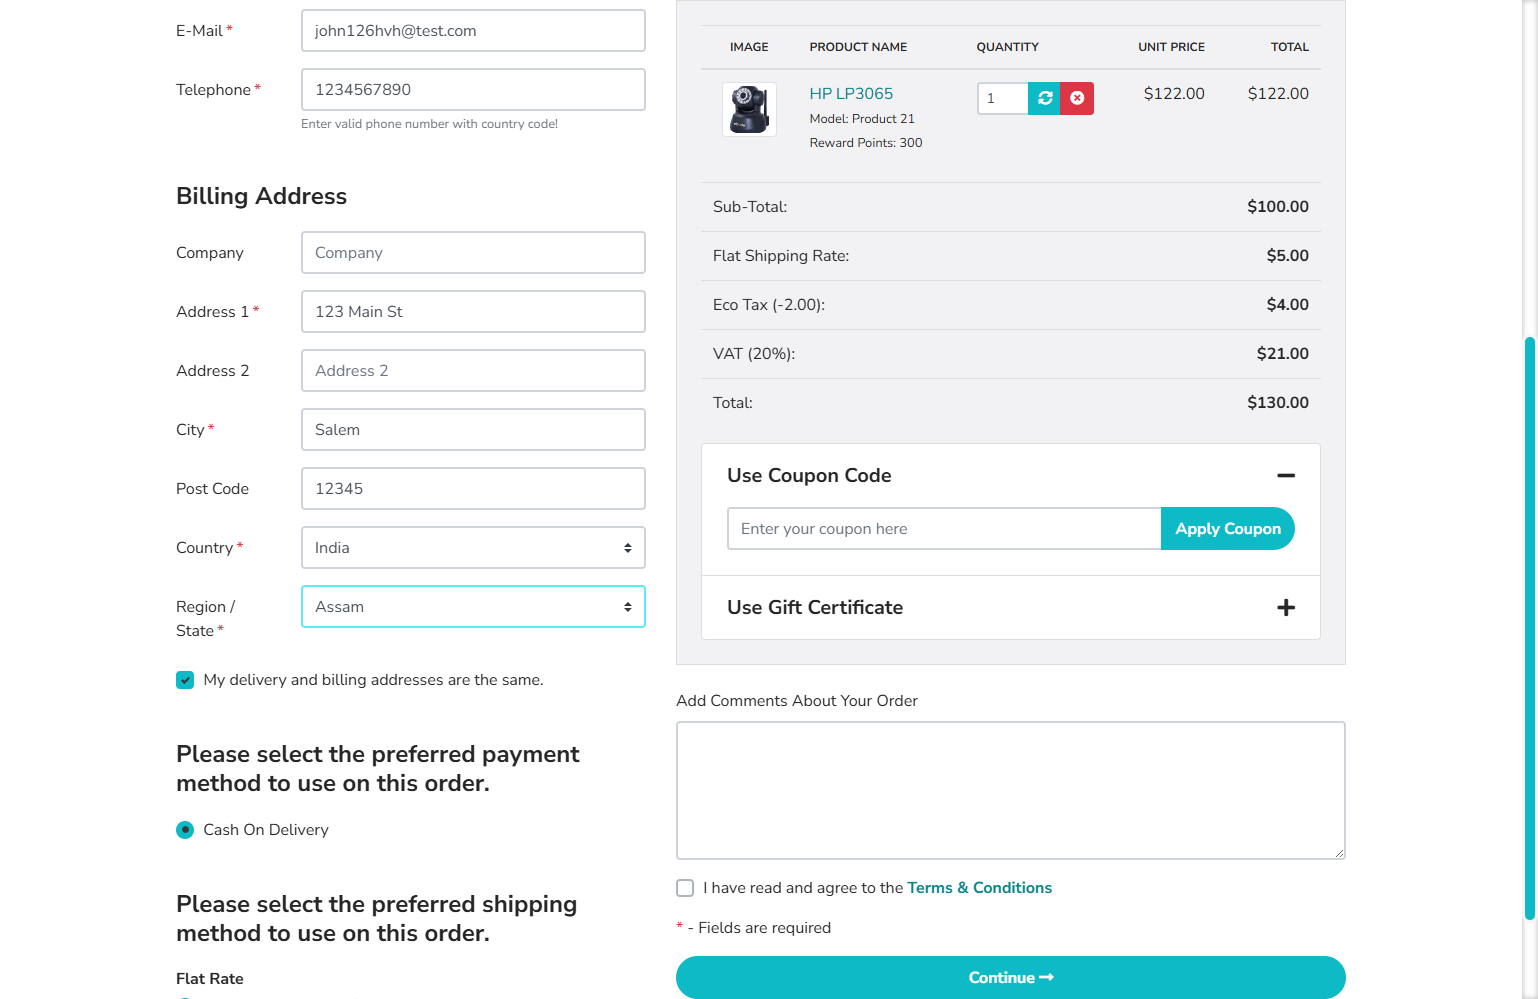 E-Mail *
john126hvh@test.com
Telephone *
1234567890
Enter valid phone number with country code!
Billing Address
Company
Company
Address 1 *
123 Main St
Address 2
Address 2
City *
Salem
Post Code
12345
Country *
India
Region /
State *
Assam
My delivery and billing addresses are the same.
Please select the preferred payment
method to use on this order.
Cash On Delivery
Please select the preferred shipping
method to use on this order.
Flat Rate
IMAGE PRODUCT NAME QUANTITY UNIT PRICE TOTAL
HP LP3065 1 $122.00 $122.00
Model: Product 21
Reward Points: 300
Sub-Total: $100.00
Flat Shipping Rate: $5.00
Eco Tax (-2.00): $4.00
VAT (20%): $21.00
Total: $130.00
Use Coupon Code
Enter your coupon here Apply Coupon
Use Gift Certificate
Add Comments About Your Order
I have read and agree to the Terms & Conditions
* - Fields are required
Continue